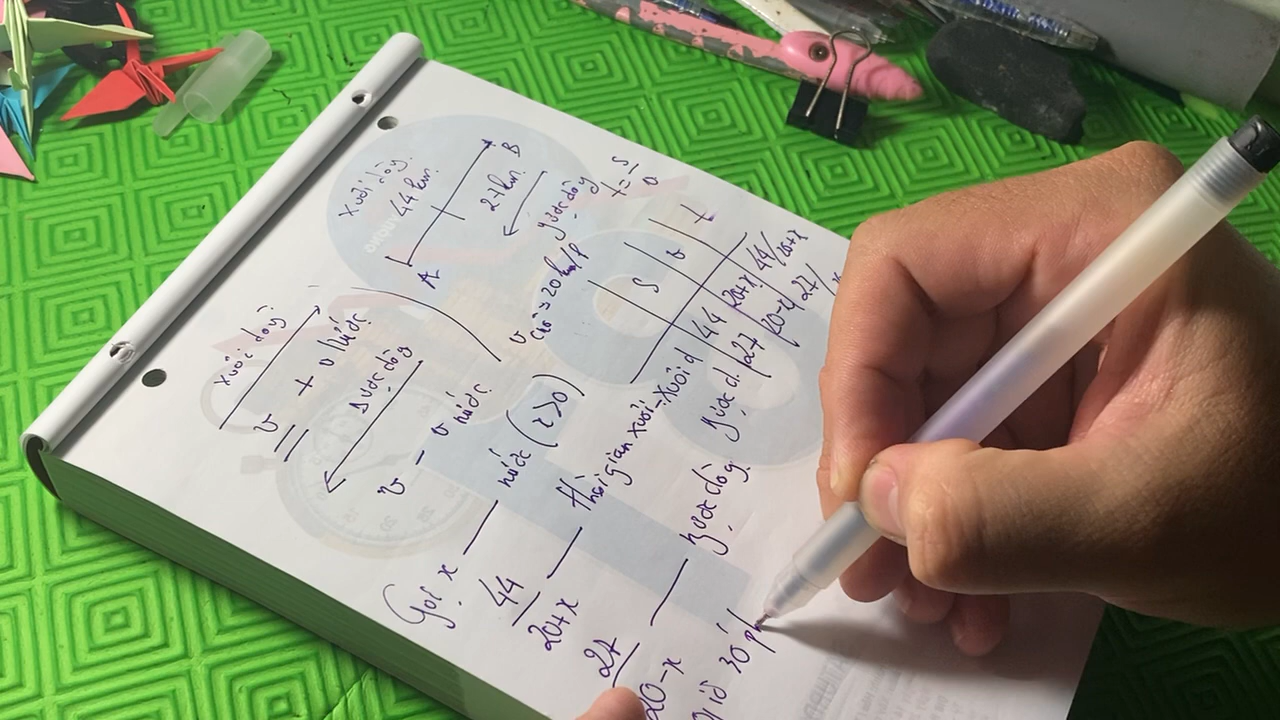 Xuôi dòng
44 km
A B
27 km
ngược dòng
Xuôi dòng
v + v nước
ngược dòng
v - v nước
v canô = 20 km/h
t = S
S v t
Xuôi d 44 20+x 44/20+x
ngược d 27 20-x 27/
Gọi x — nước (x>0)
44/20+x — thời gian xuôi
27/20-x — ngược dòng
giờ 30 ph